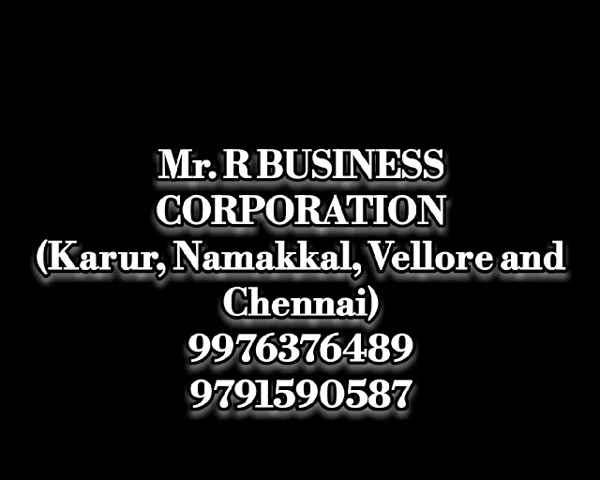 Mr. R BUSINESS
CORPORATION
(Karur, Namakkal, Vellore and
Chennai)
9976376489
9791590587